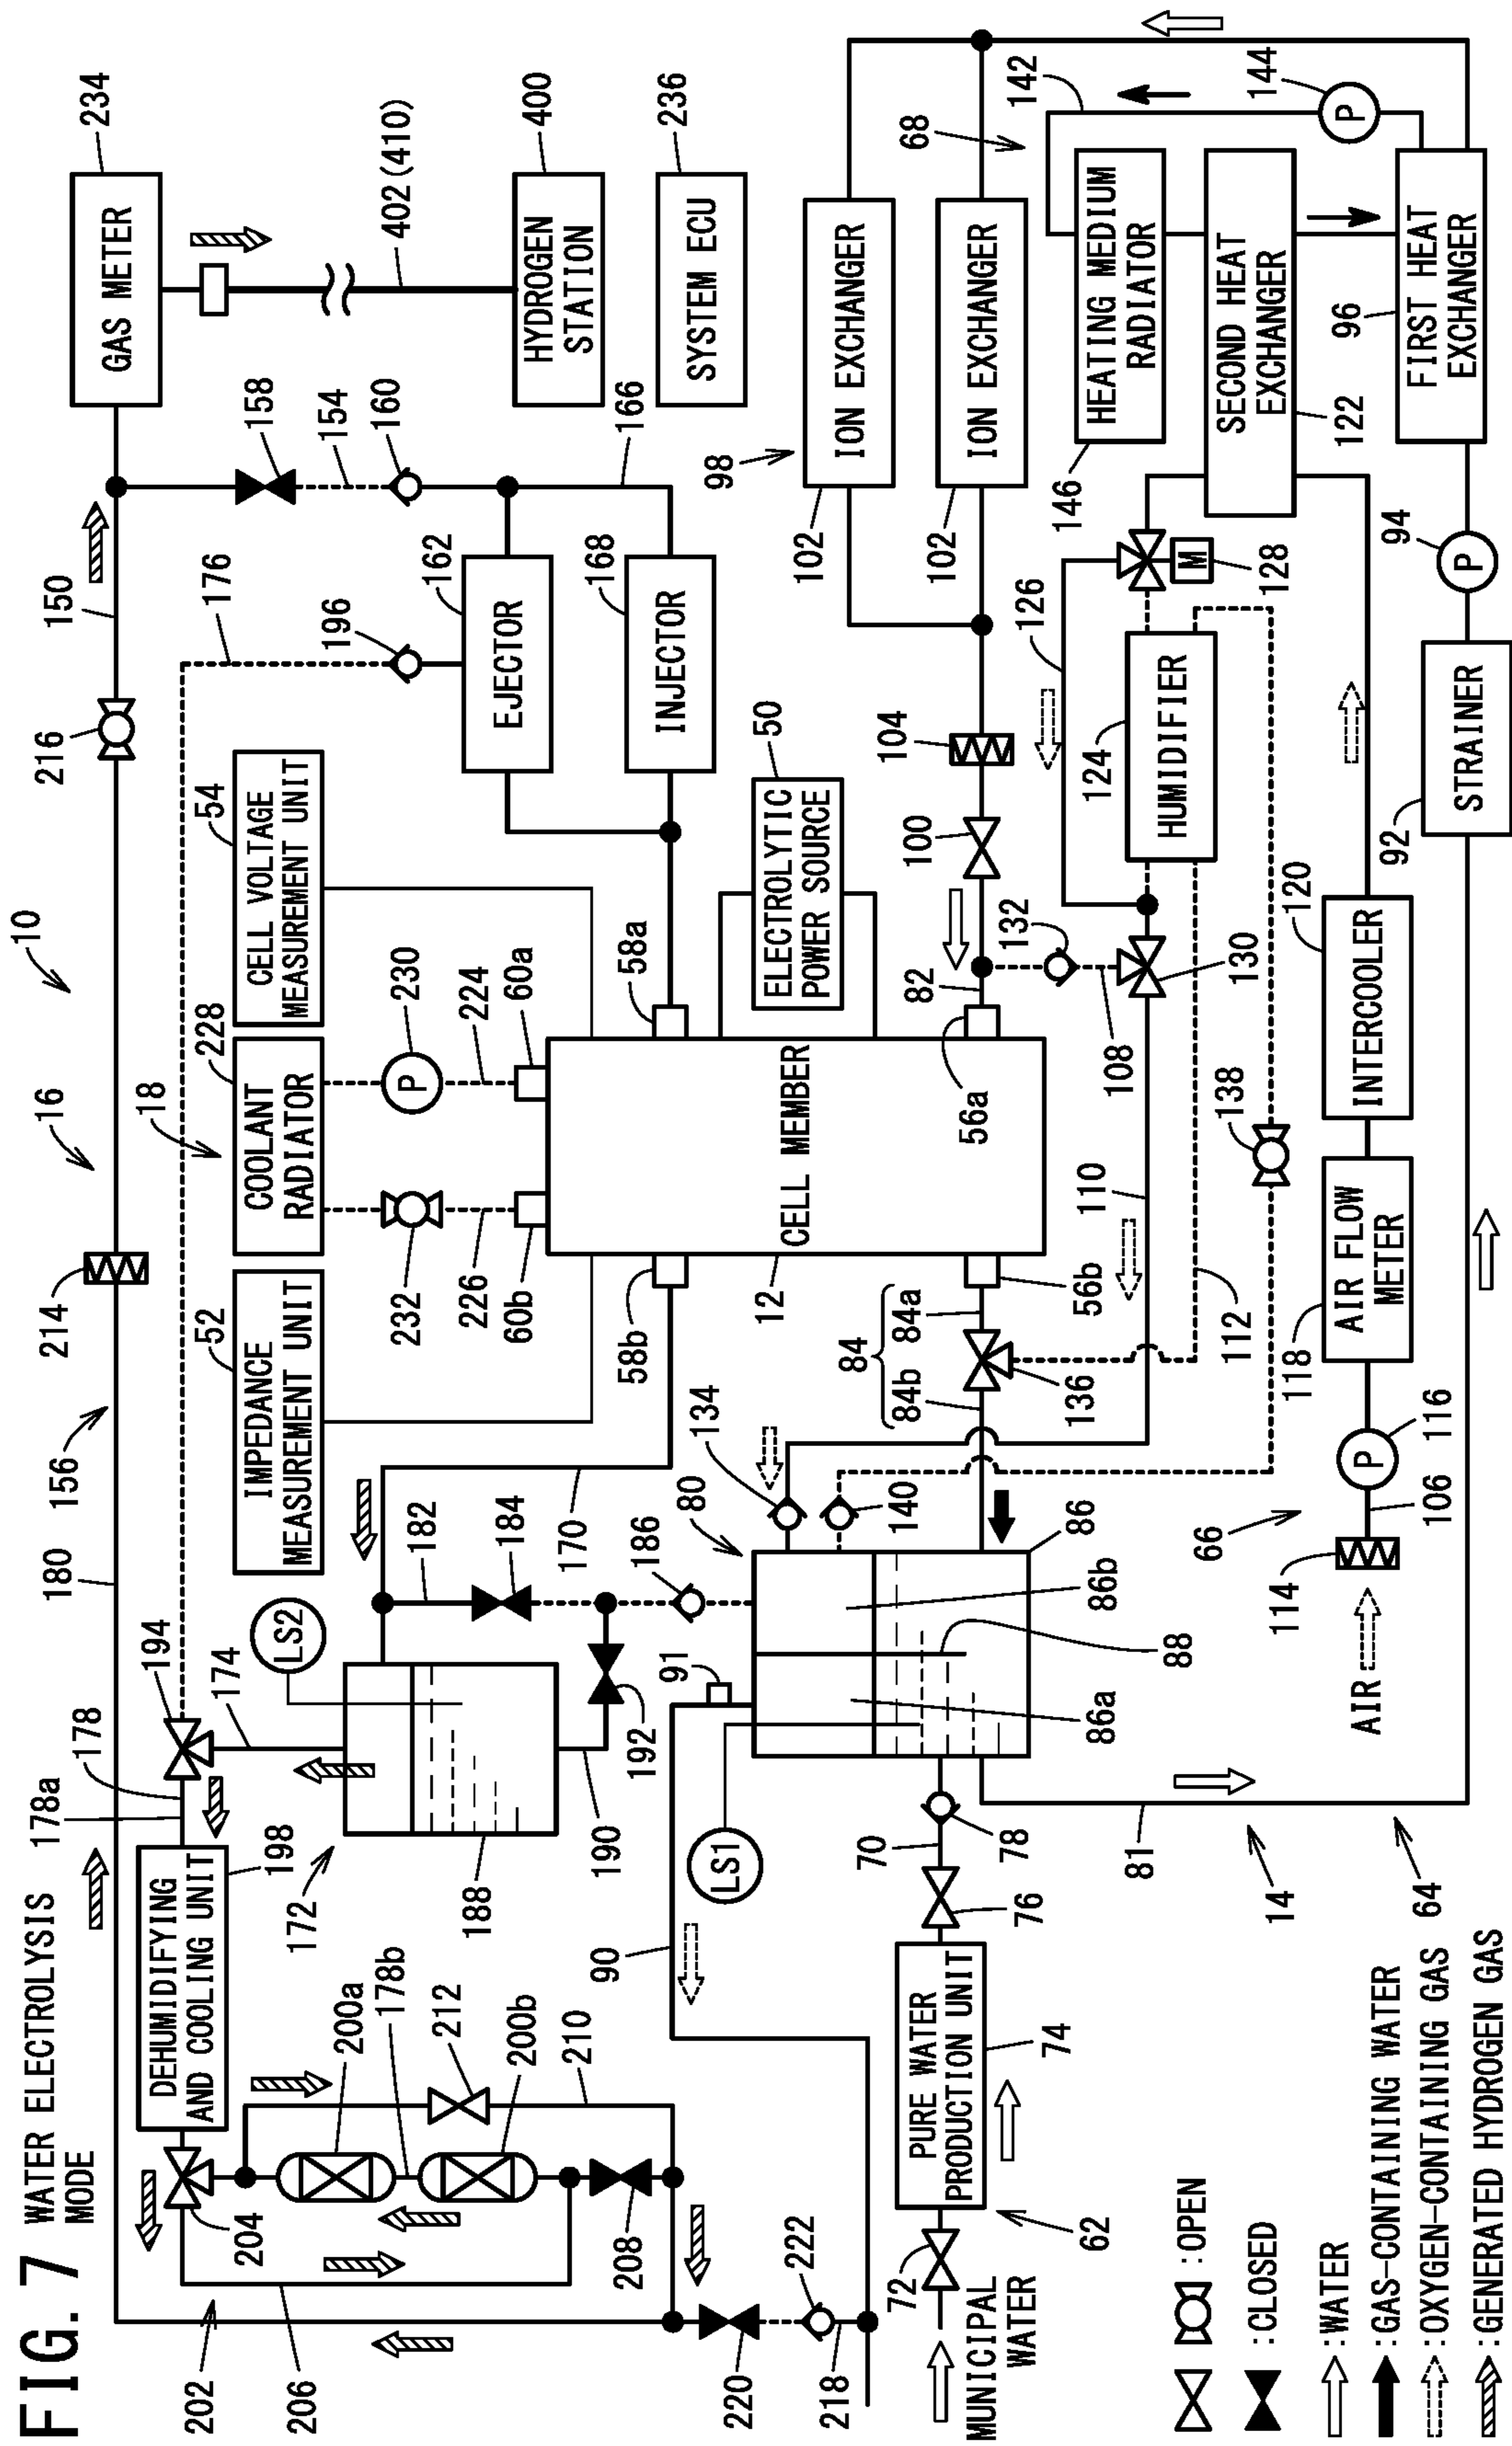 FIG. 7
WATER ELECTROLYSIS
MODE
10
16
156
180
214
216
150
234
GAS METER
402 (410)
400
HYDROGEN
STATION
236
SYSTEM ECU
158
154
160
166
176
196
162
EJECTOR
168
INJECTOR
54
CELL VOLTAGE
MEASUREMENT UNIT
18
228
COOLANT
RADIATOR
52
IMPEDANCE
MEASUREMENT UNIT
230
P
224
60a
232
226
60b
58a
58b
50
ELECTROLYTIC
POWER SOURCE
12
CELL MEMBER
56a
56b
82
84
84a
84b
136
170
182
184
186
LS2
194
174
178
178a
198
DEHUMIDIFYING
AND COOLING UNIT
172
188
190
192
200a
178b
200b
212
210
204
202
206
208
220
222
218
90
91
LS1
80
134
140
86
86b
88
86a
70
78
76
74
PURE WATER
PRODUCTION UNIT
72
62
MUNICIPAL
WATER
81
14
64
98
102
ION EXCHANGER
102
ION EXCHANGER
104
100
132
108
130
110
112
126
128
M
124
HUMIDIFIER
138
68
142
144
P
146
HEATING MEDIUM
RADIATOR
SECOND HEAT
EXCHANGER
122
96
FIRST HEAT
EXCHANGER
94
P
92
STRAINER
120
INTERCOOLER
118
AIR FLOW
METER
116
P
106
66
114
AIR
:OPEN
:CLOSED
:WATER
:GAS-CONTAINING WATER
:OXYGEN-CONTAINING GAS
:GENERATED HYDROGEN GAS